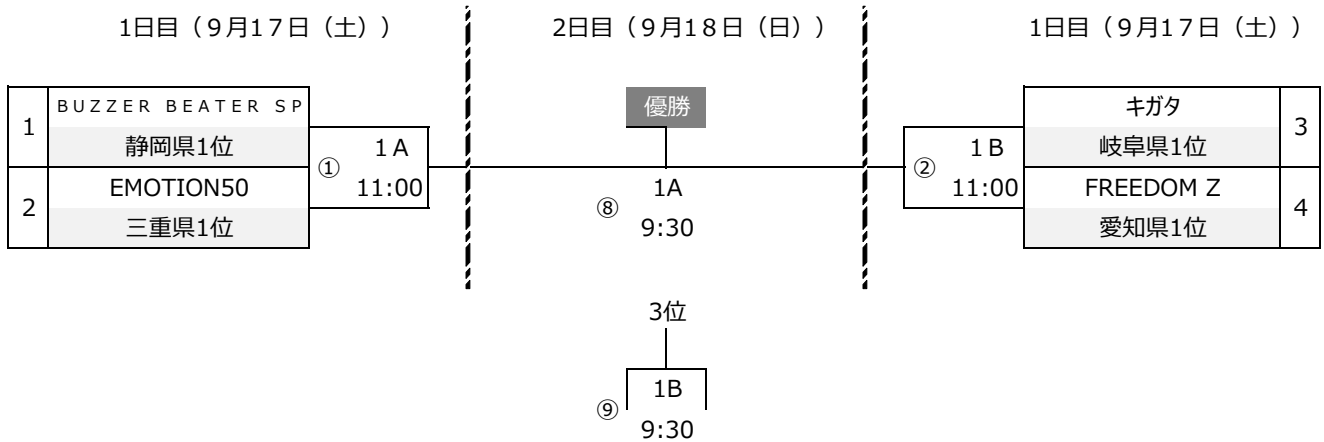 1日目（９月1７日（土））
2日目（９月18日（日））
1日目（９月1７日（土））
優勝
1
ＢＵＺＺＥＲ ＢＥＡＴＥＲ ＳＰ
静岡県1位
2
EMOTION50
三重県1位
①
１Ａ
11:00
⑧
1A
9:30
②
１Ｂ
11:00
キガタ
岐阜県1位
3
FREEDOM Z
愛知県1位
4
3位
⑨
1B
9:30